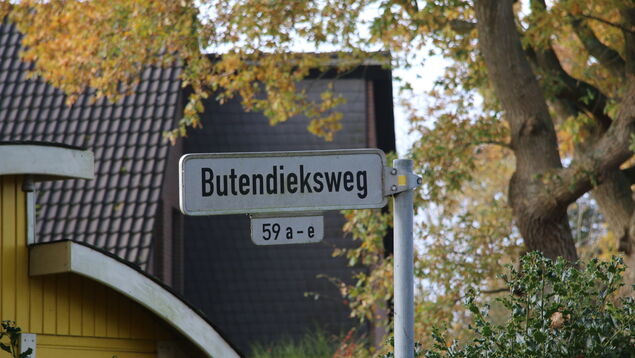 Butendieksweg
59 a - e